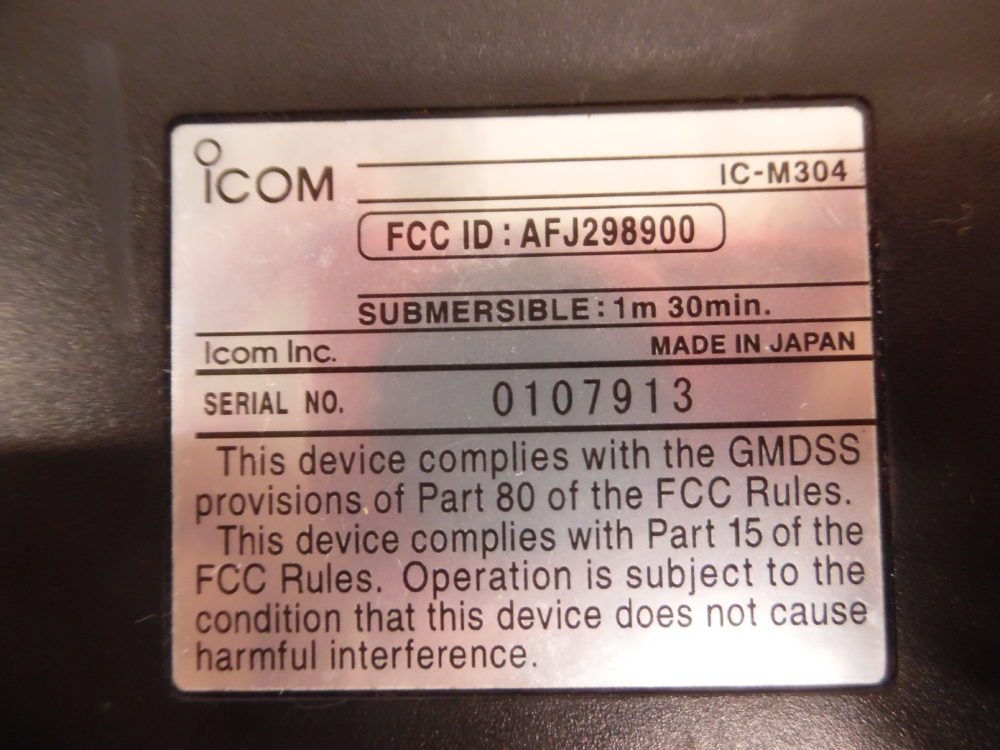 ICOM
IC-M304
FCC ID : AFJ298900
SUBMERSIBLE : 1m 30min.
Icom Inc. MADE IN JAPAN
SERIAL NO. 0107913
This device complies with the GMDSS
provisions of Part 80 of the FCC Rules.
This device complies with Part 15 of the
FCC Rules. Operation is subject to the
condition that this device does not cause
harmful interference.